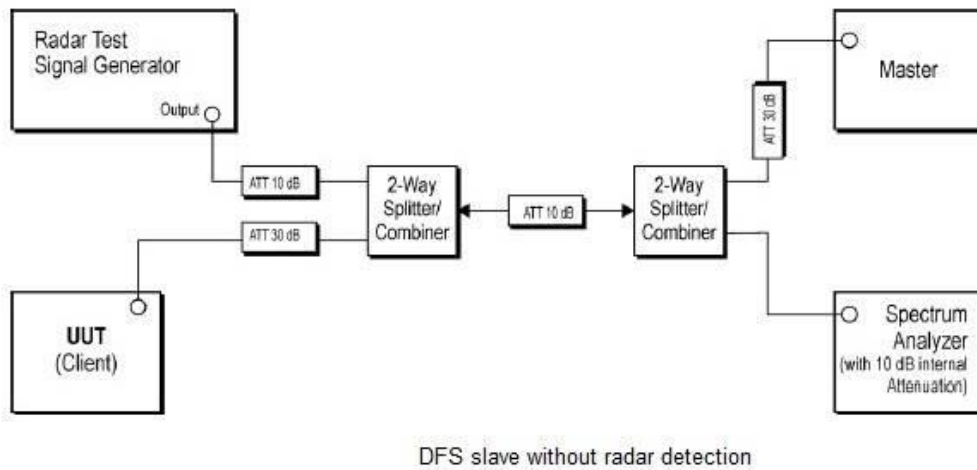 Radar Test
Signal Generator
Output
ATT 10 dB
2-Way
Splitter/
Combiner
ATT 30 dB
ATT 10 dB
2-Way
Splitter/
Combiner
ATT 30 dB
Master
UUT
(Client)
Spectrum
Analyzer
(with 10 dB internal
Attenuation)
DFS slave without radar detection